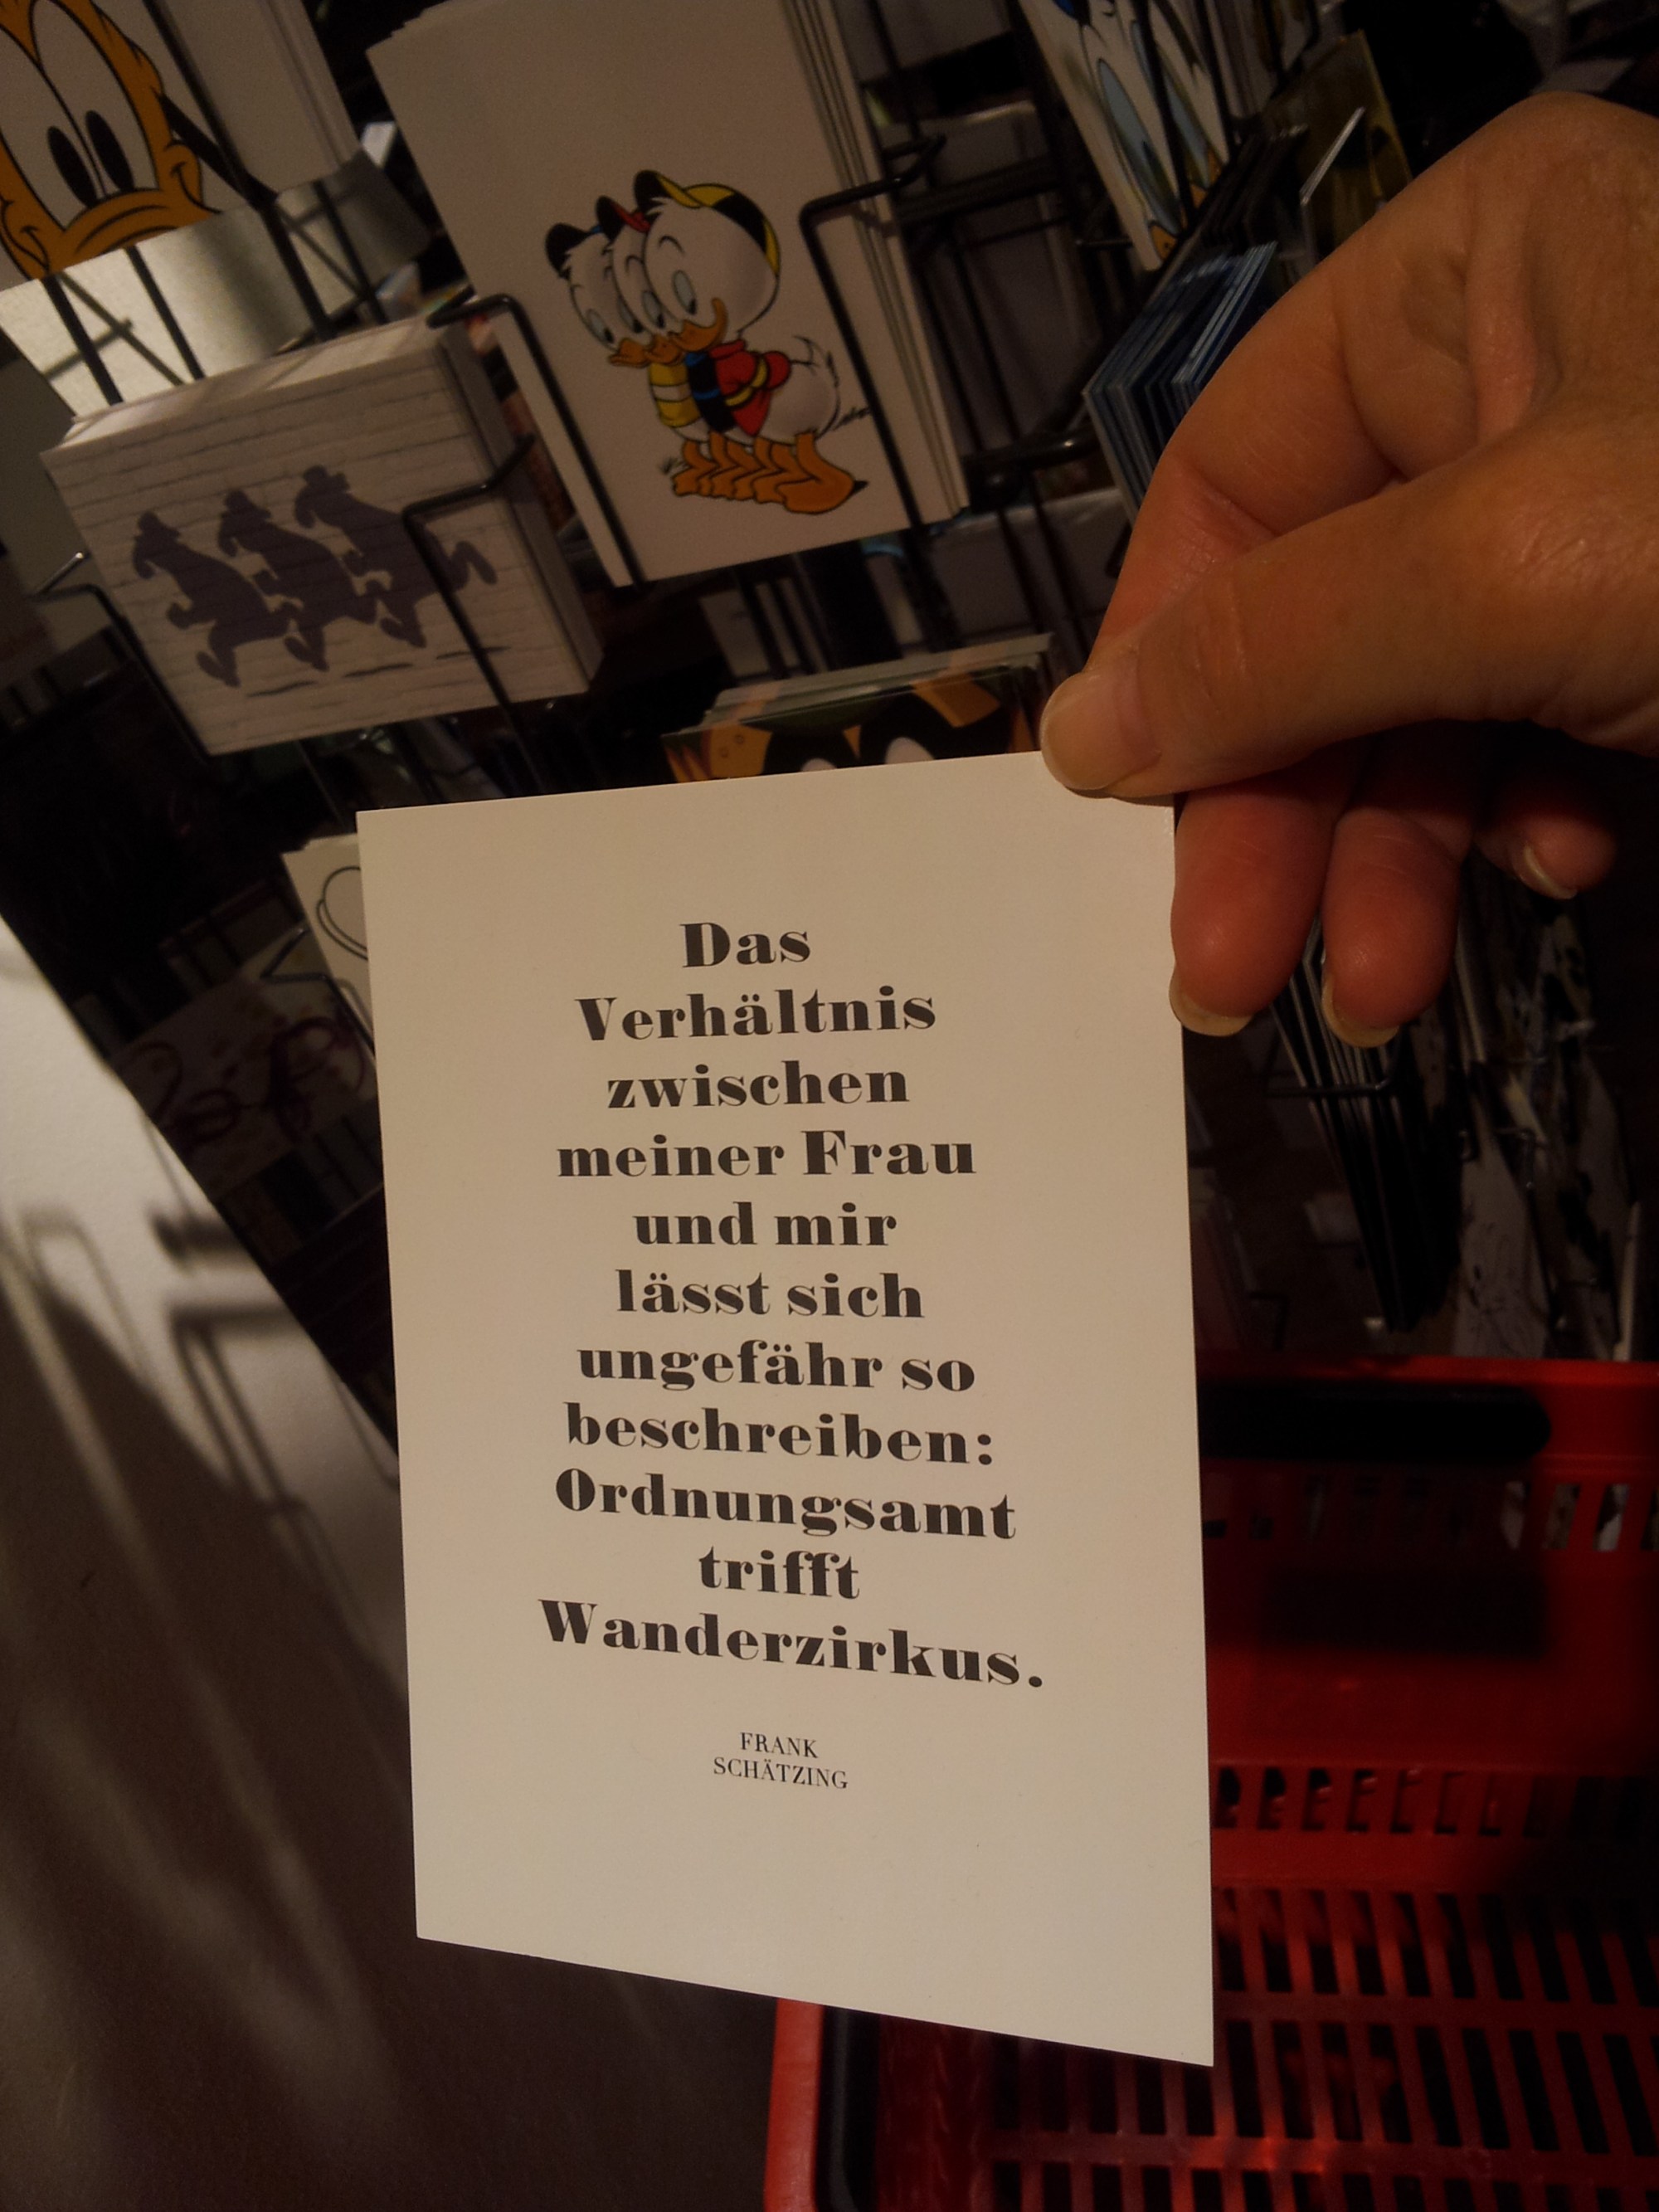 Das
Verhältnis
zwischen
meiner Frau
und mir
lässt sich
ungefähr so
beschreiben:
Ordnungsamt
trifft
Wanderzirkus.
FRANK
SCHÄTZING